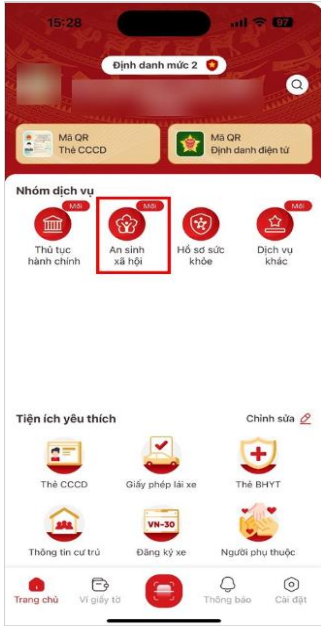 15:28
97
Định danh mức 2
Mã QR
Thẻ CCCD
Mã QR
Định danh điện tử
Nhóm dịch vụ
Mới
Mới
Mới
Thủ tục
hành chính
An sinh
xã hội
Hồ sơ sức
khỏe
Dịch vụ
khác
Tiện ích yêu thích
Chỉnh sửa
Thẻ CCCD
Giấy phép lái xe
Thẻ BHYT
VN-30
Thông tin cư trú
Đăng ký xe
Người phụ thuộc
Trang chủ
Ví giấy tờ
Thông báo
Cài đặt